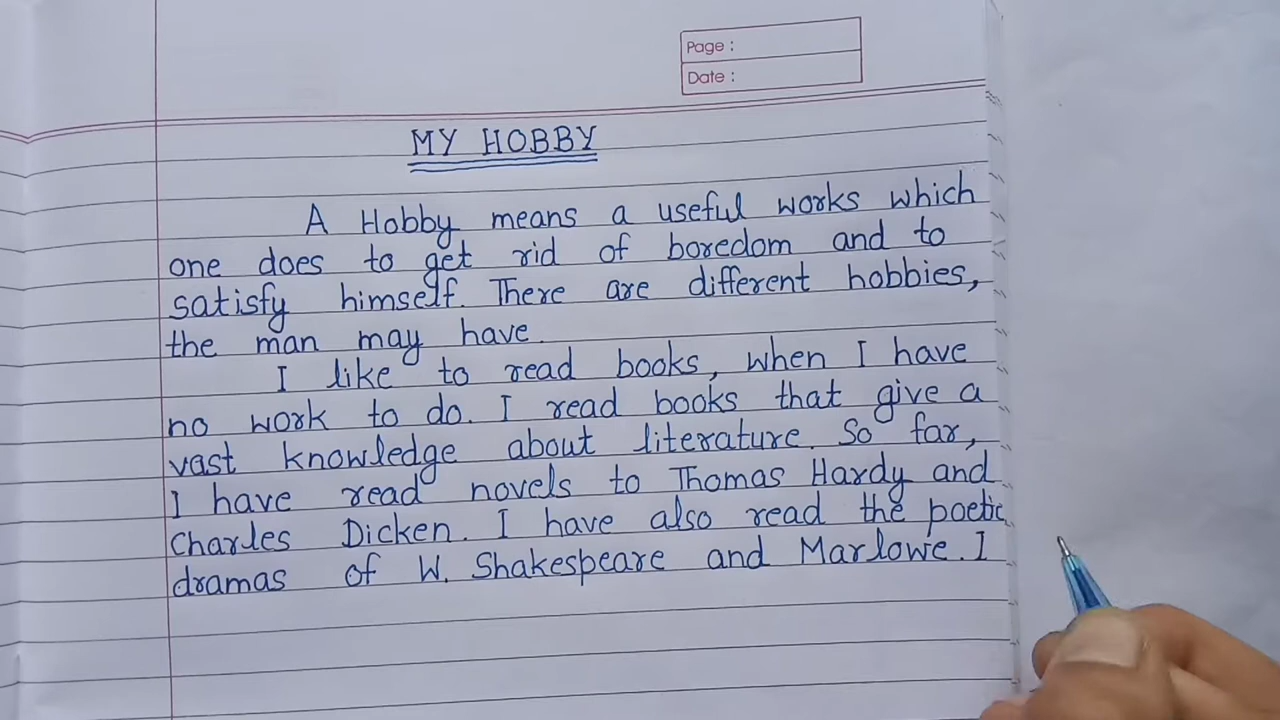 Page :
Date :
MY HOBBY
A Hobby means a useful works which
one does to get rid of boredom and to
satisfy himself. There are different hobbies,
the man may have.
I like to read books, when I have
no work to do. I read books that give a
vast knowledge about literature. So far,
I have read novels to Thomas Hardy and
Charles Dicken. I have also read the poetic
dramas of W. Shakespeare and Marlowe. I